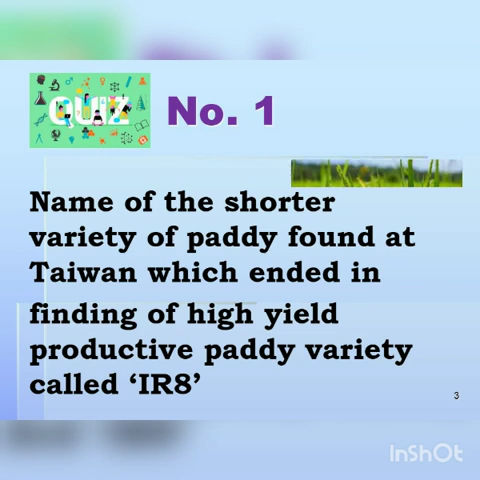 QUIZ
No. 1
Name of the shorter
variety of paddy found at
Taiwan which ended in
finding of high yield
productive paddy variety
called ‘IR8’
3
InShOt